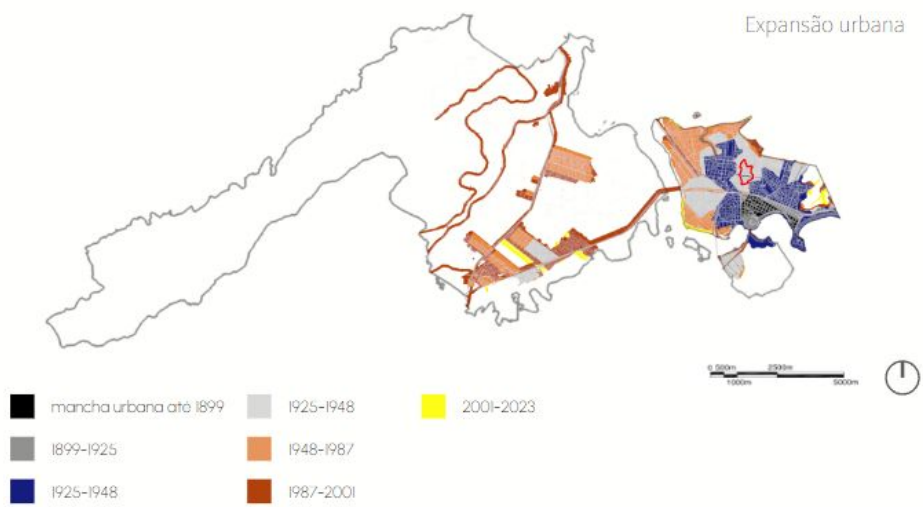 Expansão urbana
0 500m 2500m
1000m 5000m
mancha urbana até 1899
1925-1948
2001-2023
1899-1925
1948-1987
1925-1948
1987-2001